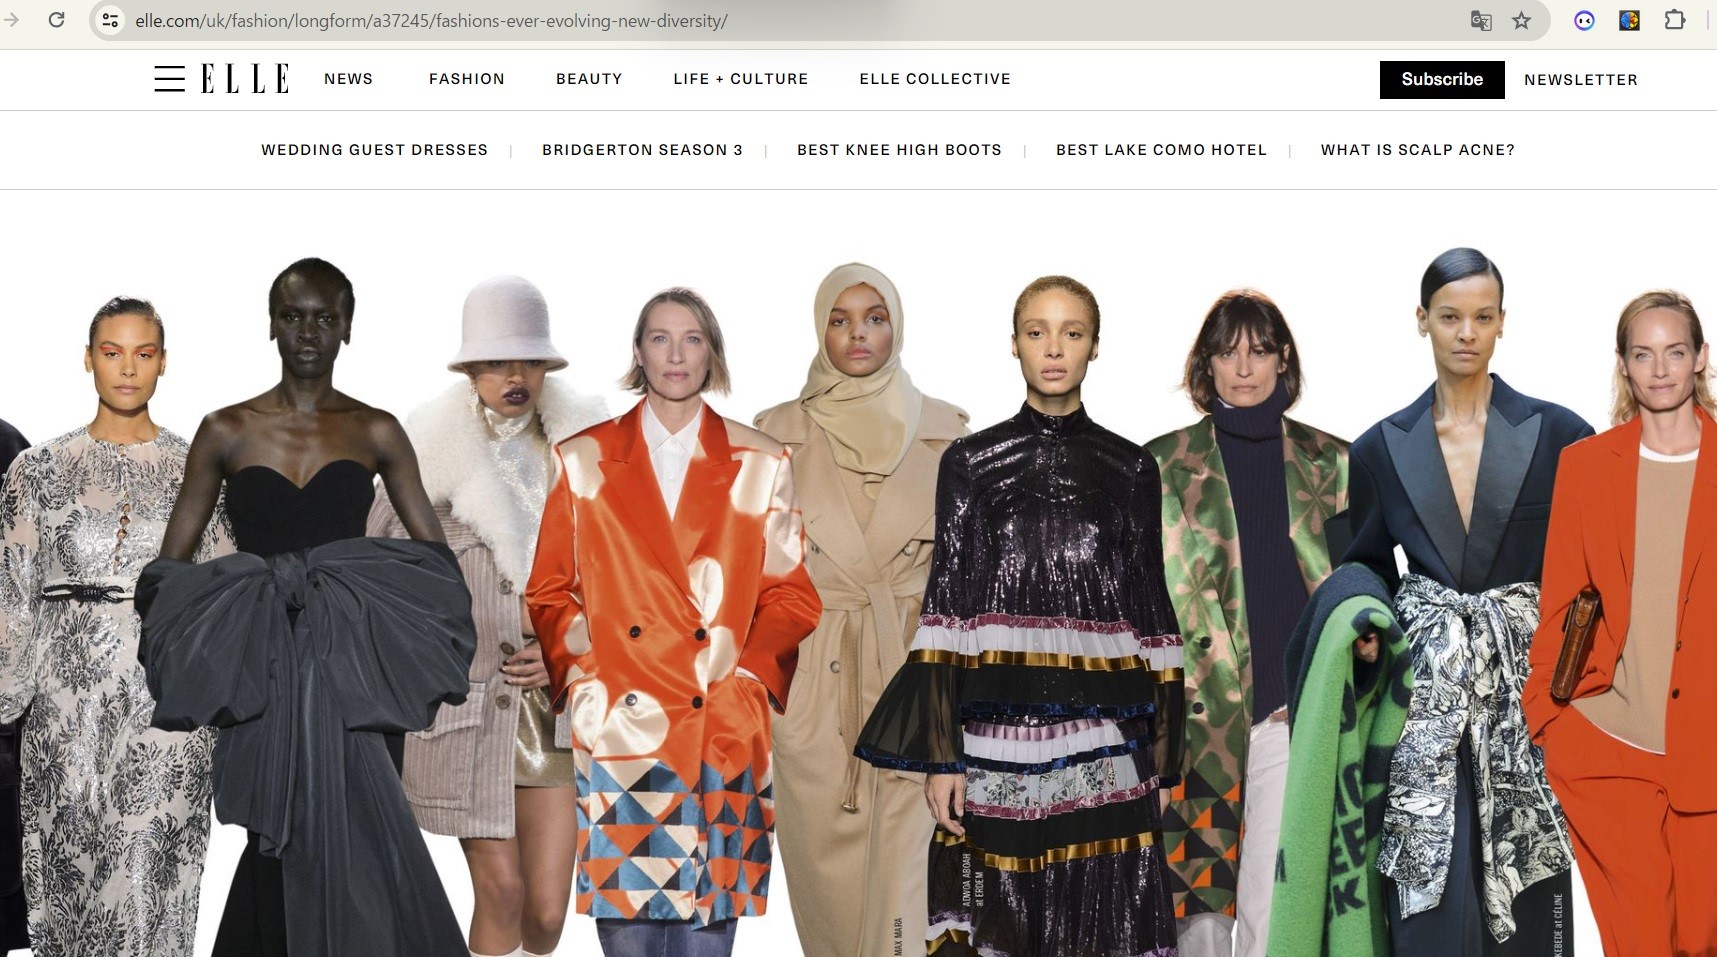 elle.com/uk/fashion/longform/a37245/fashions-ever-evolving-new-diversity/
ELLE NEWS FASHION BEAUTY LIFE + CULTURE ELLE COLLECTIVE Subscribe NEWSLETTER
WEDDING GUEST DRESSES | BRIDGERTON SEASON 3 | BEST KNEE HIGH BOOTS | BEST LAKE COMO HOTEL | WHAT IS SCALP ACNE?
MAX MARA
ADWOA ABOAH
at ERDEM
KEBEDE at CÉLINE